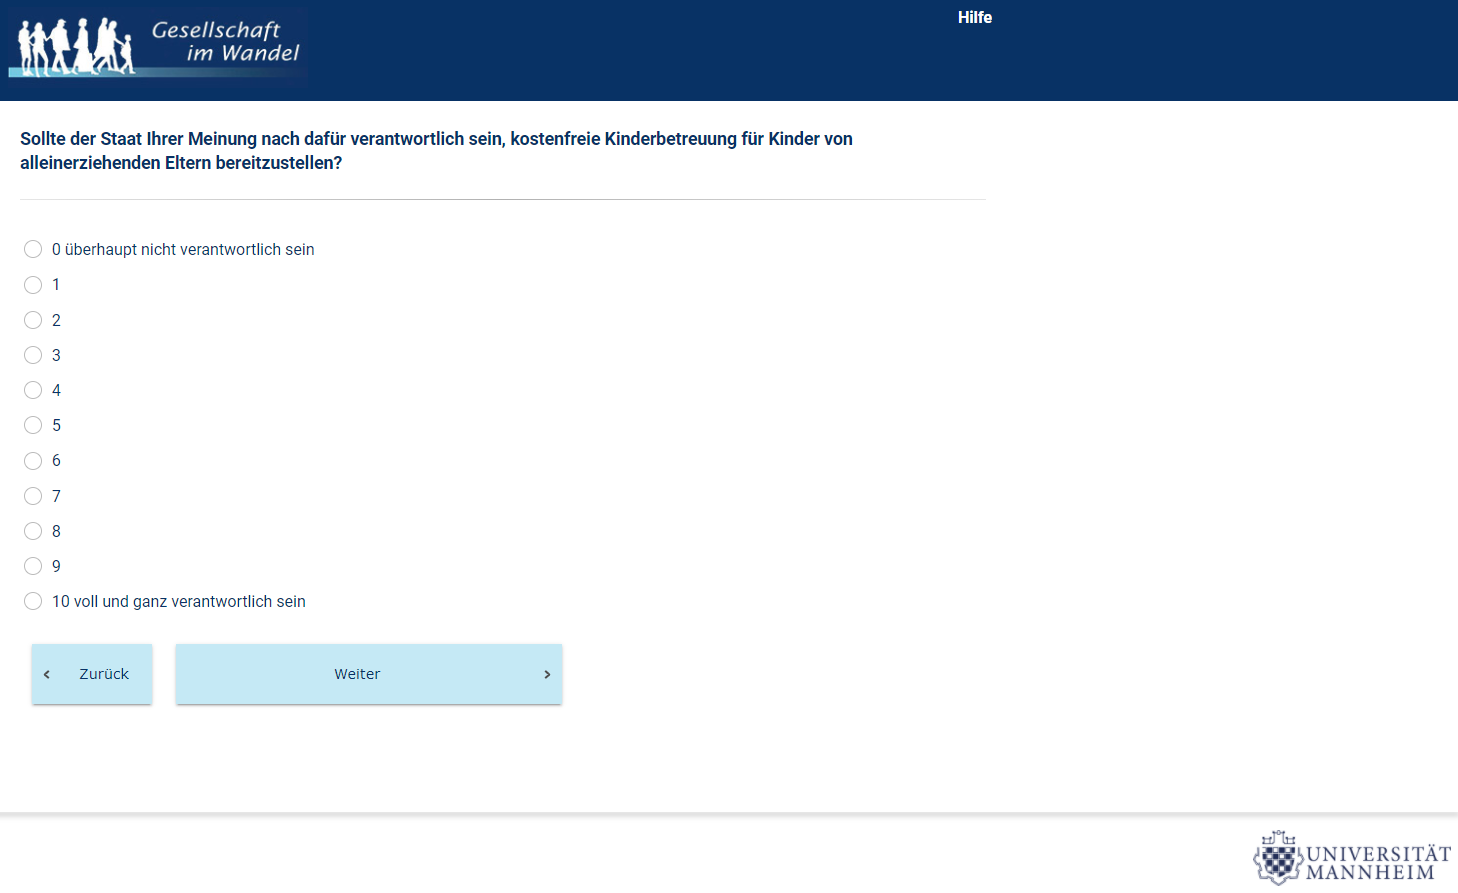 Gesellschaft
im Wandel
Hilfe
Sollte der Staat Ihrer Meinung nach dafür verantwortlich sein, kostenfreie Kinderbetreuung für Kinder von
alleinerziehenden Eltern bereitzustellen?
0 überhaupt nicht verantwortlich sein
1
2
3
4
5
6
7
8
9
10 voll und ganz verantwortlich sein
‹ Zurück
Weiter ›
UNIVERSITÄT
MANNHEIM